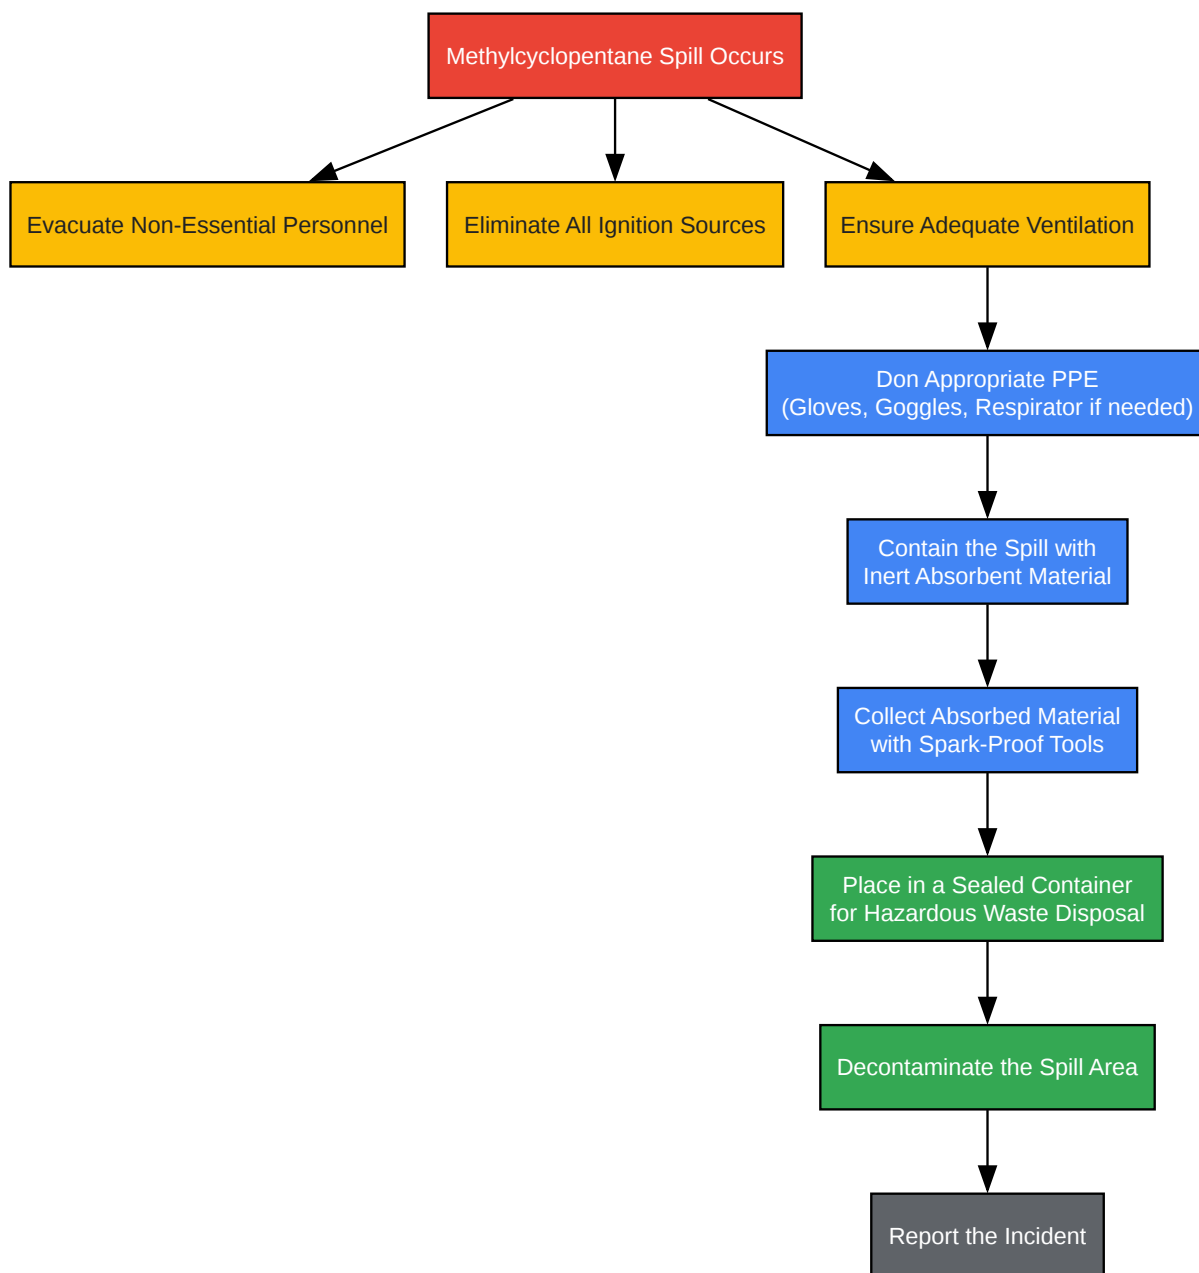 Methylcyclopentane Spill Occurs
Evacuate Non-Essential Personnel
Eliminate All Ignition Sources
Ensure Adequate Ventilation
Don Appropriate PPE
(Gloves, Goggles, Respirator if needed)
Contain the Spill with
Inert Absorbent Material
Collect Absorbed Material
with Spark-Proof Tools
Place in a Sealed Container
for Hazardous Waste Disposal
Decontaminate the Spill Area
Report the Incident